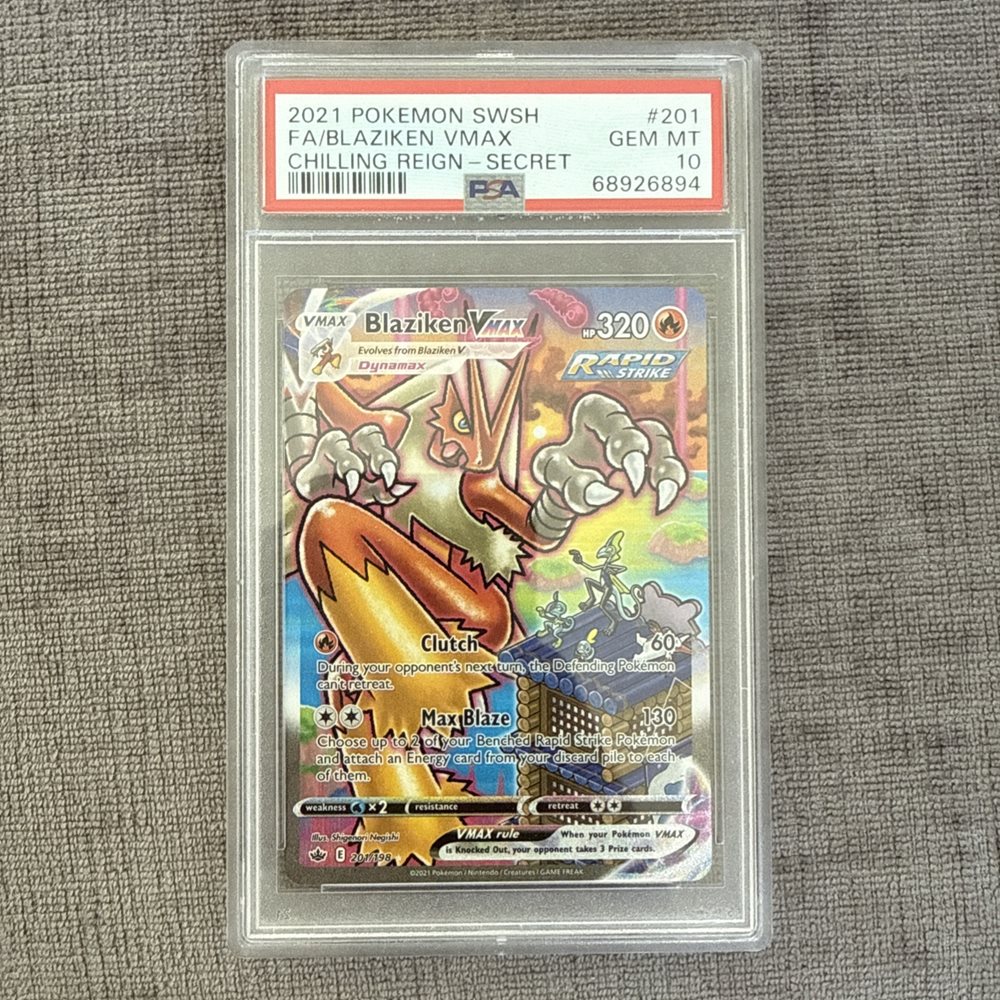 2021 POKEMON SWSH #201
FA/BLAZIKEN VMAX GEM MT
CHILLING REIGN – SECRET 10
PSA 68926894
VMAX Blaziken VMAX HP 320
Evolves from Blaziken V
Dynamax
RAPID
STRIKE
Clutch 60
During your opponent's next turn, the Defending Pokémon
can't retreat.
Max Blaze 130
Choose up to 2 of your Benched Rapid Strike Pokémon
and attach an Energy card from your discard pile to each
of them.
weakness ×2 resistance retreat
Illus. Shigenori Negishi
VMAX rule When your Pokémon VMAX
is Knocked Out, your opponent takes 3 Prize cards.
E 201/198
©2021 Pokémon / Nintendo / Creatures / GAME FREAK